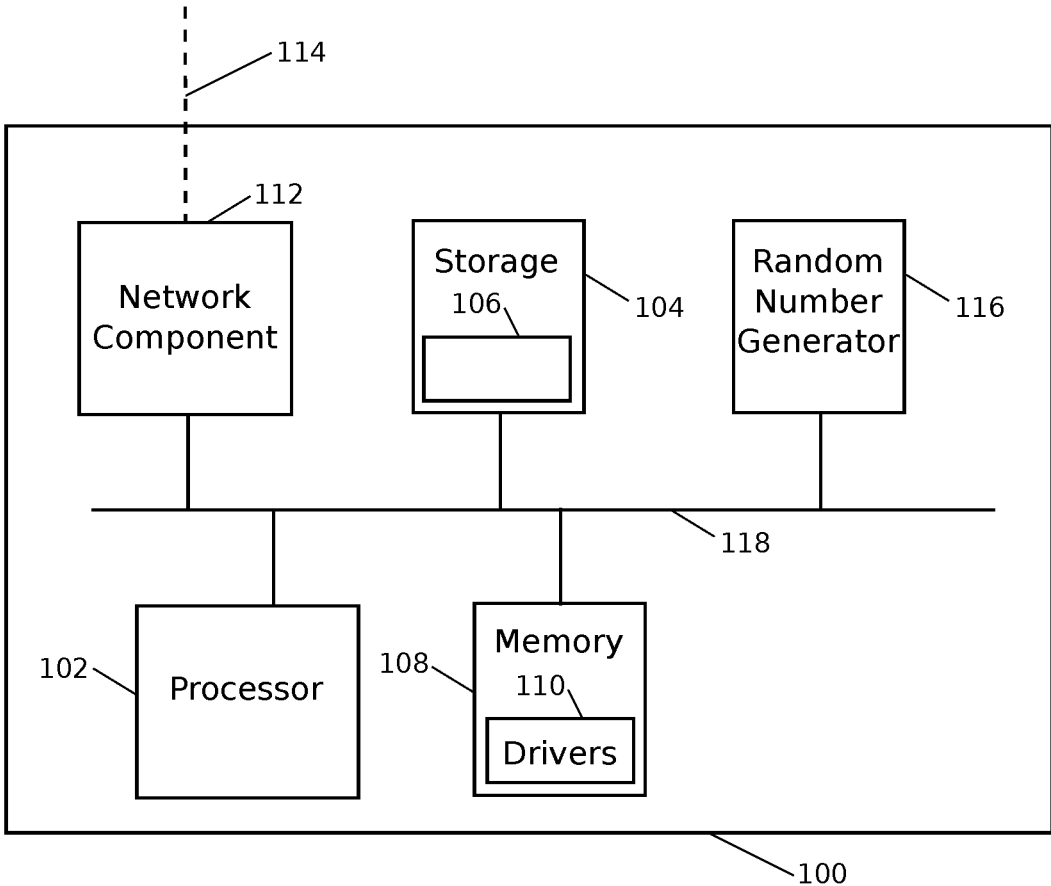 114
112
Network
Component
Storage
106
104
Random
Number
Generator
116
118
102
Processor
108
Memory
110
Drivers
100